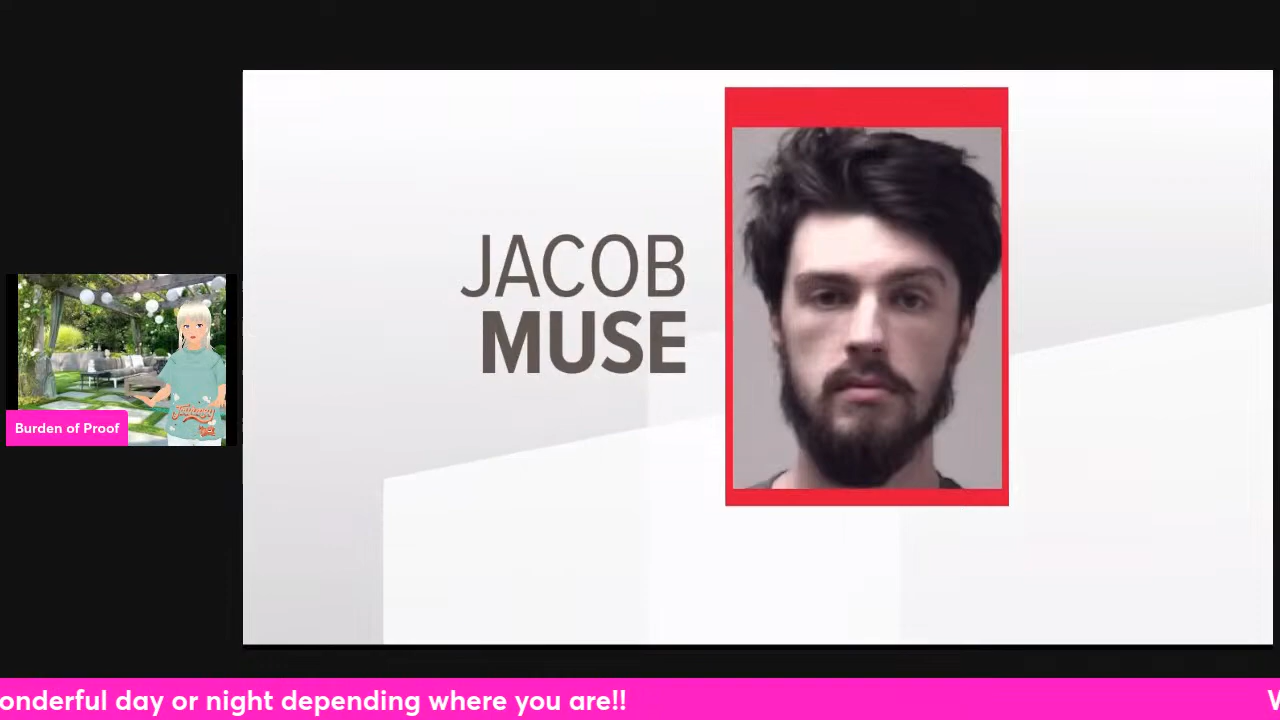 JACOB
MUSE
Burden of Proof
onderful day or night depending where you are!!